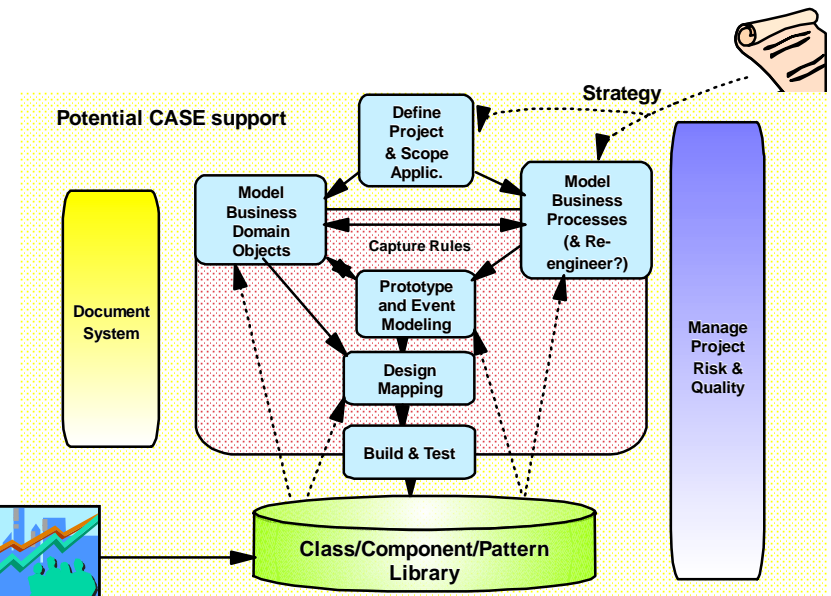 Strategy
Potential CASE support
Define
Project
& Scope
Applic.
Model
Business
Domain
Objects
Model
Business
Processes
(& Re-
engineer?)
Capture Rules
Prototype
and Event
Modeling
Document
System
Manage
Project
Risk &
Quality
Design
Mapping
Build & Test
Class/Component/Pattern
Library